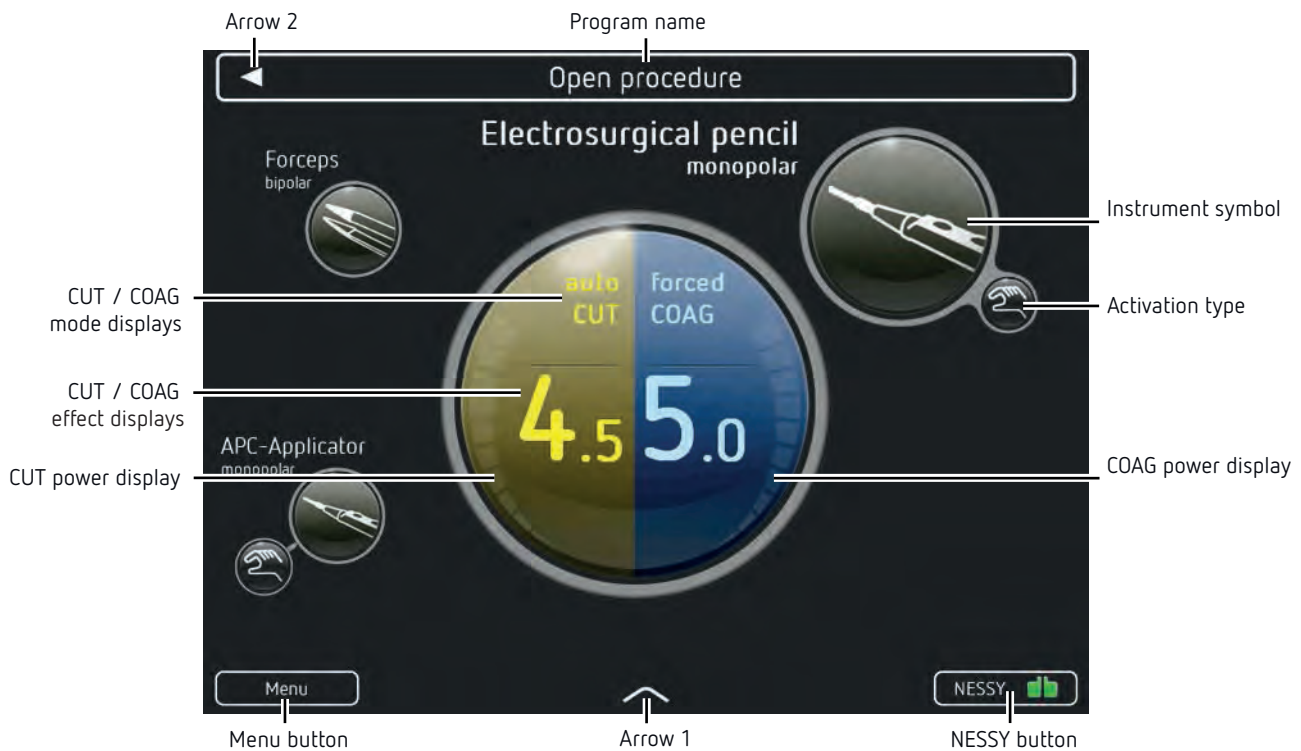 Arrow 2
Program name
Open procedure
Electrosurgical pencil
monopolar
Forceps
bipolar
Instrument symbol
Activation type
CUT / COAG
mode displays
auto
CUT
forced
COAG
CUT / COAG
effect displays
4.5
5.0
APC-Applicator
monopolar
CUT power display
COAG power display
Menu
NESSY
Menu button
Arrow 1
NESSY button